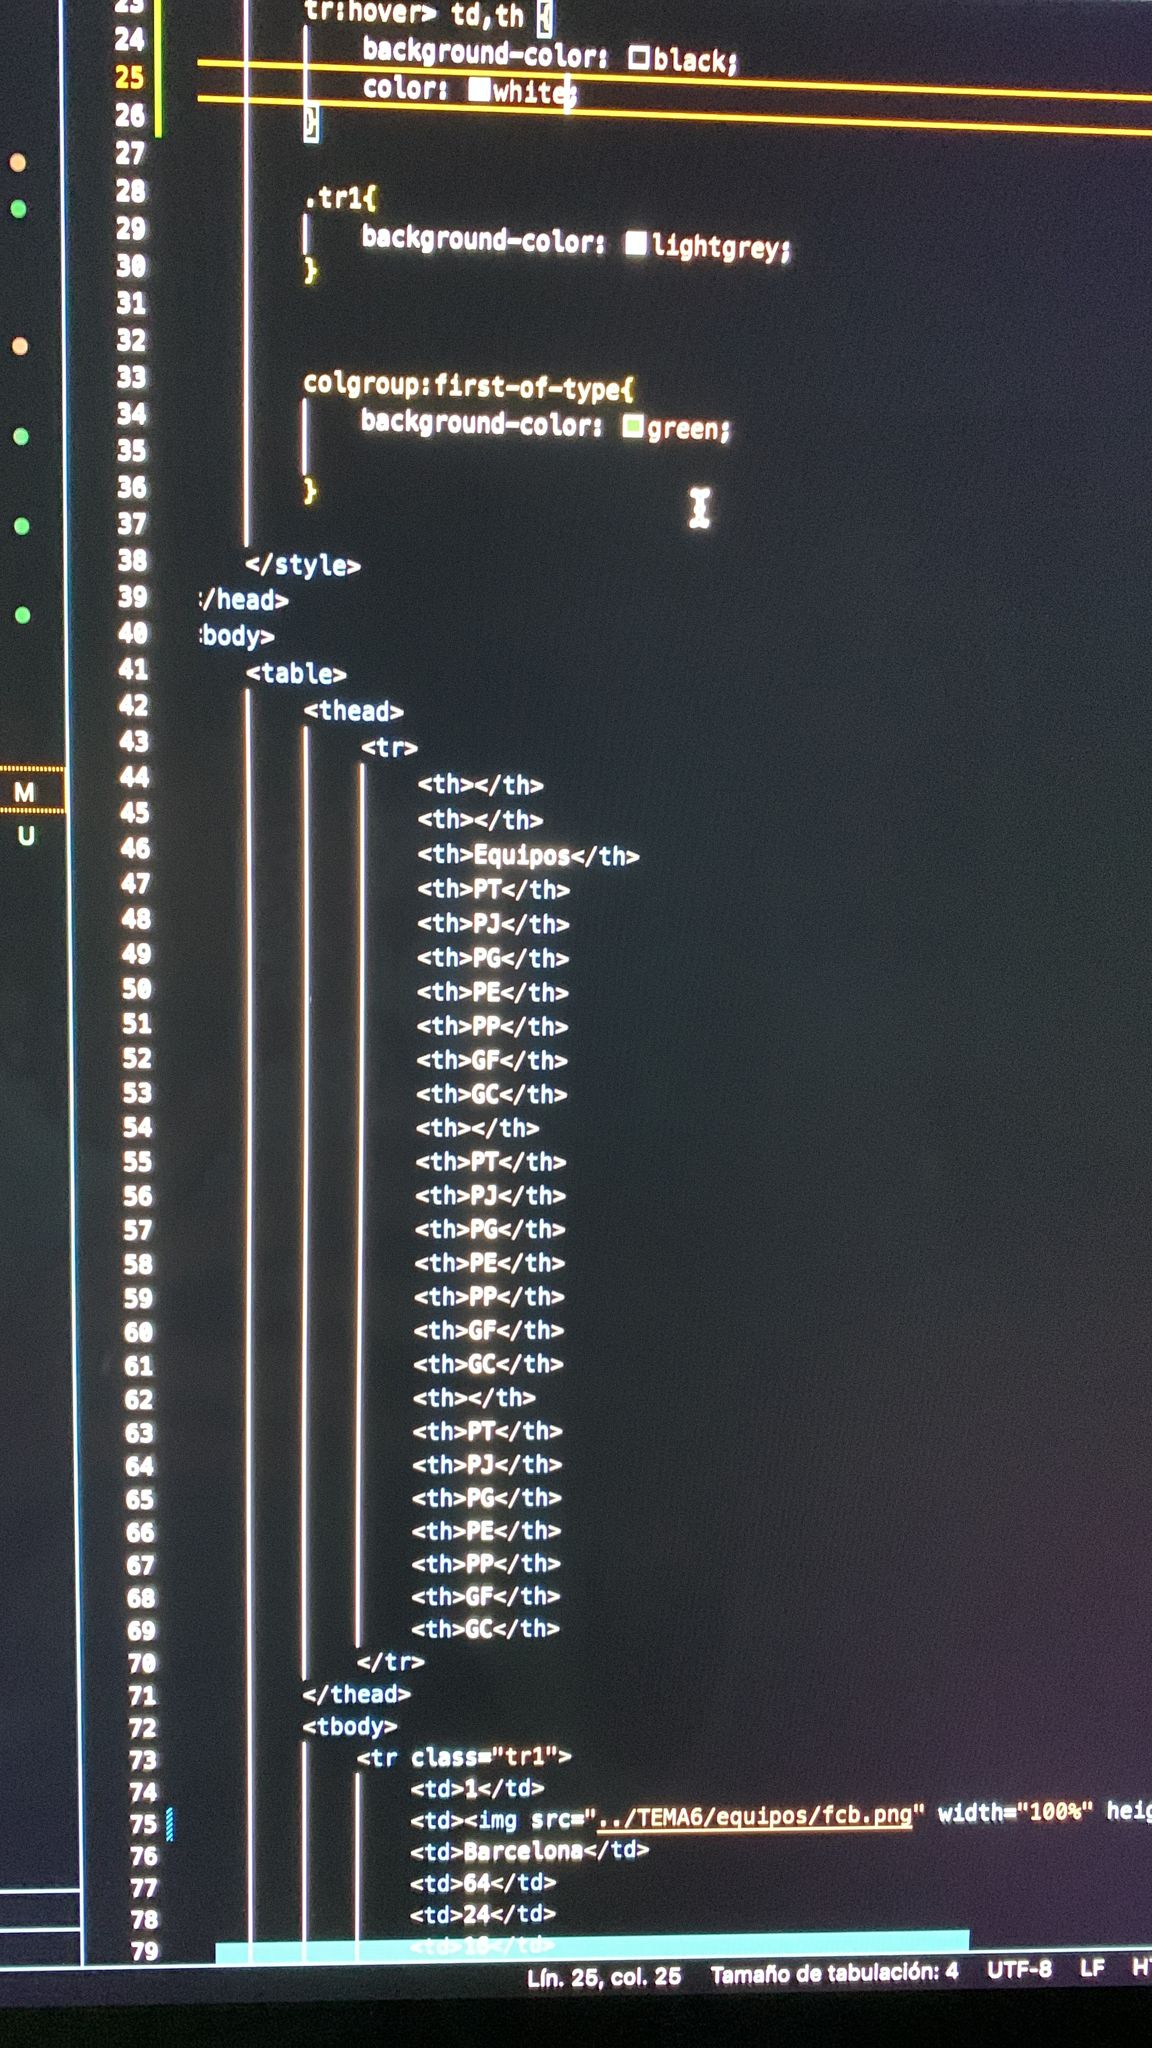 23 tr:hover> td,th {
24 background-color: black;
25 color: white;
26 }
27
28 .tr1{
29 background-color: lightgrey;
30 }
31
32
33 colgroup:first-of-type{
34 background-color: green;
35
36 }
37
38 </style>
39 /head>
40 body>
41 <table>
42 <thead>
43 <tr>
44 <th></th>
45 <th></th>
46 <th>Equipos</th>
47 <th>PT</th>
48 <th>PJ</th>
49 <th>PG</th>
50 <th>PE</th>
51 <th>PP</th>
52 <th>GF</th>
53 <th>GC</th>
54 <th></th>
55 <th>PT</th>
56 <th>PJ</th>
57 <th>PG</th>
58 <th>PE</th>
59 <th>PP</th>
60 <th>GF</th>
61 <th>GC</th>
62 <th></th>
63 <th>PT</th>
64 <th>PJ</th>
65 <th>PG</th>
66 <th>PE</th>
67 <th>PP</th>
68 <th>GF</th>
69 <th>GC</th>
70 </tr>
71 </thead>
72 <tbody>
73 <tr class="tr1">
74 <td>1</td>
75 <td><img src="../TEMA6/equipos/fcb.png" width="100%" heig
76 <td>Barcelona</td>
77 <td>64</td>
78 <td>24</td>
79 <td>16</td>
M
U
Lín. 25, col. 25 Tamaño de tabulación: 4 UTF-8 LF HT